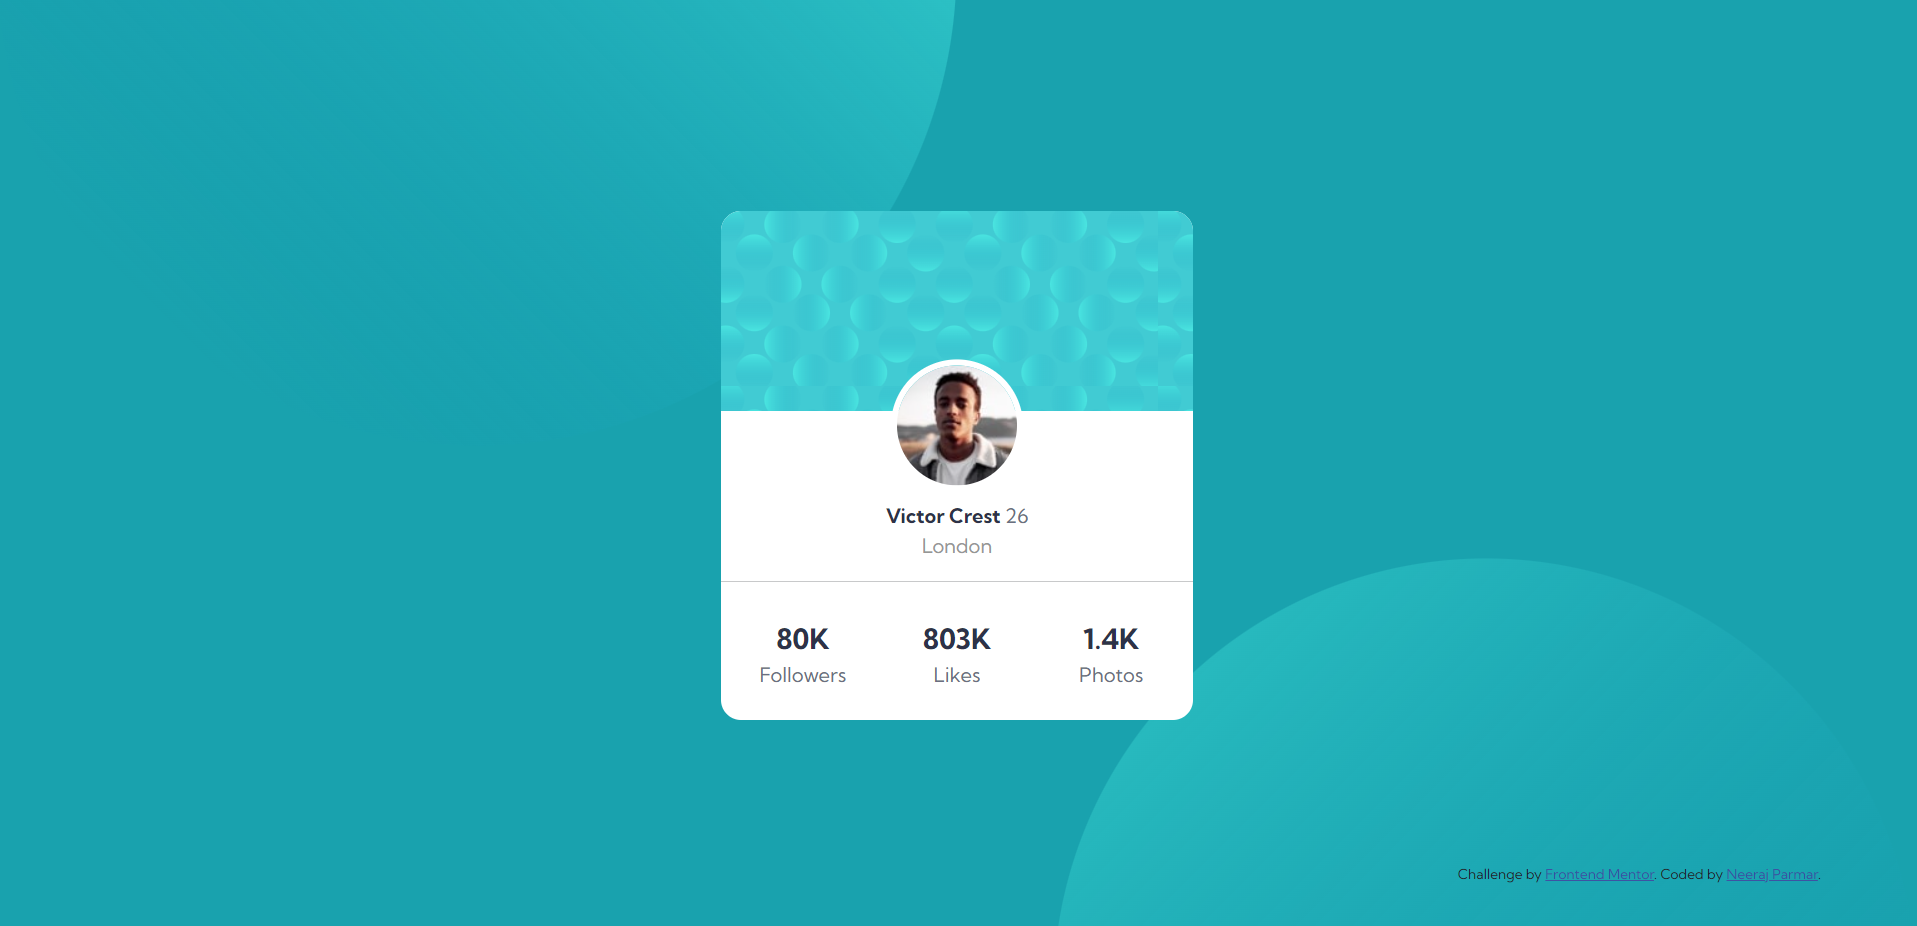 Victor Crest 26
London
80K 803K 1.4K
Followers Likes Photos
Challenge by Frontend Mentor. Coded by Neeraj Parmar.